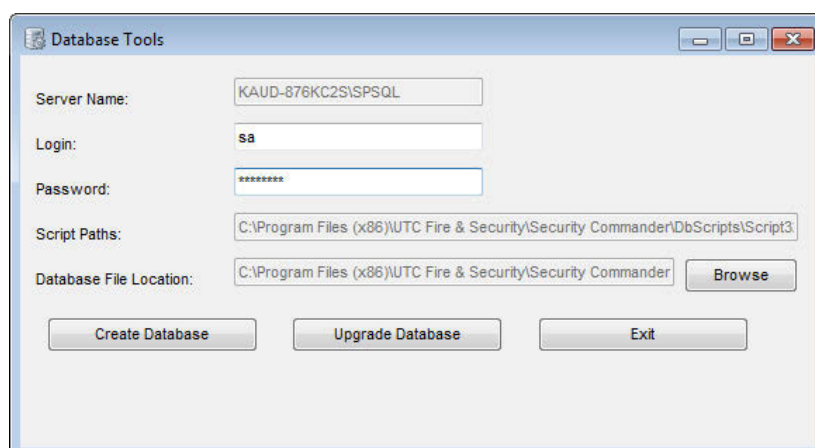 Database Tools
Server Name: KAUD-876KC2S\SPSQL
Login: sa
Password: ********
Script Paths: C:\Program Files (x86)\UTC Fire & Security\Security Commander\DbScripts\Script3
Database File Location: C:\Program Files (x86)\UTC Fire & Security\Security Commander Browse
Create Database Upgrade Database Exit